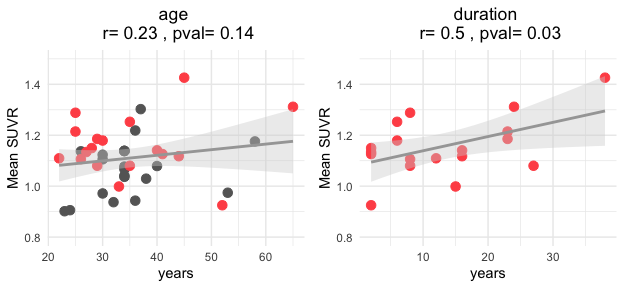 age
r= 0.23 , pval= 0.14
Mean SUVR
1.4
1.2
1.0
0.8
20 30 40 50 60
years
duration
r= 0.5 , pval= 0.03
Mean SUVR
1.4
1.2
1.0
0.8
10 20 30
years